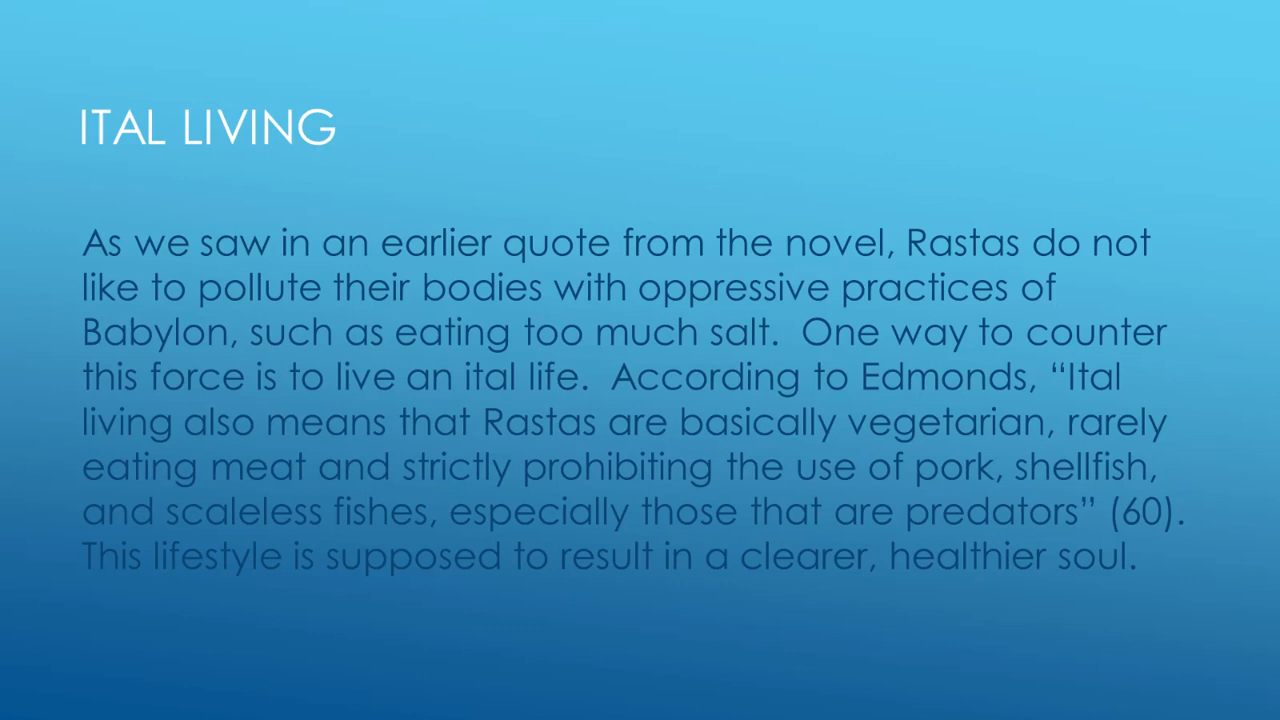 ITAL LIVING
As we saw in an earlier quote from the novel, Rastas do not
like to pollute their bodies with oppressive practices of
Babylon, such as eating too much salt.  One way to counter
this force is to live an ital life.  According to Edmonds, “Ital
living also means that Rastas are basically vegetarian, rarely
eating meat and strictly prohibiting the use of pork, shellfish,
and scaleless fishes, especially those that are predators” (60).
This lifestyle is supposed to result in a clearer, healthier soul.